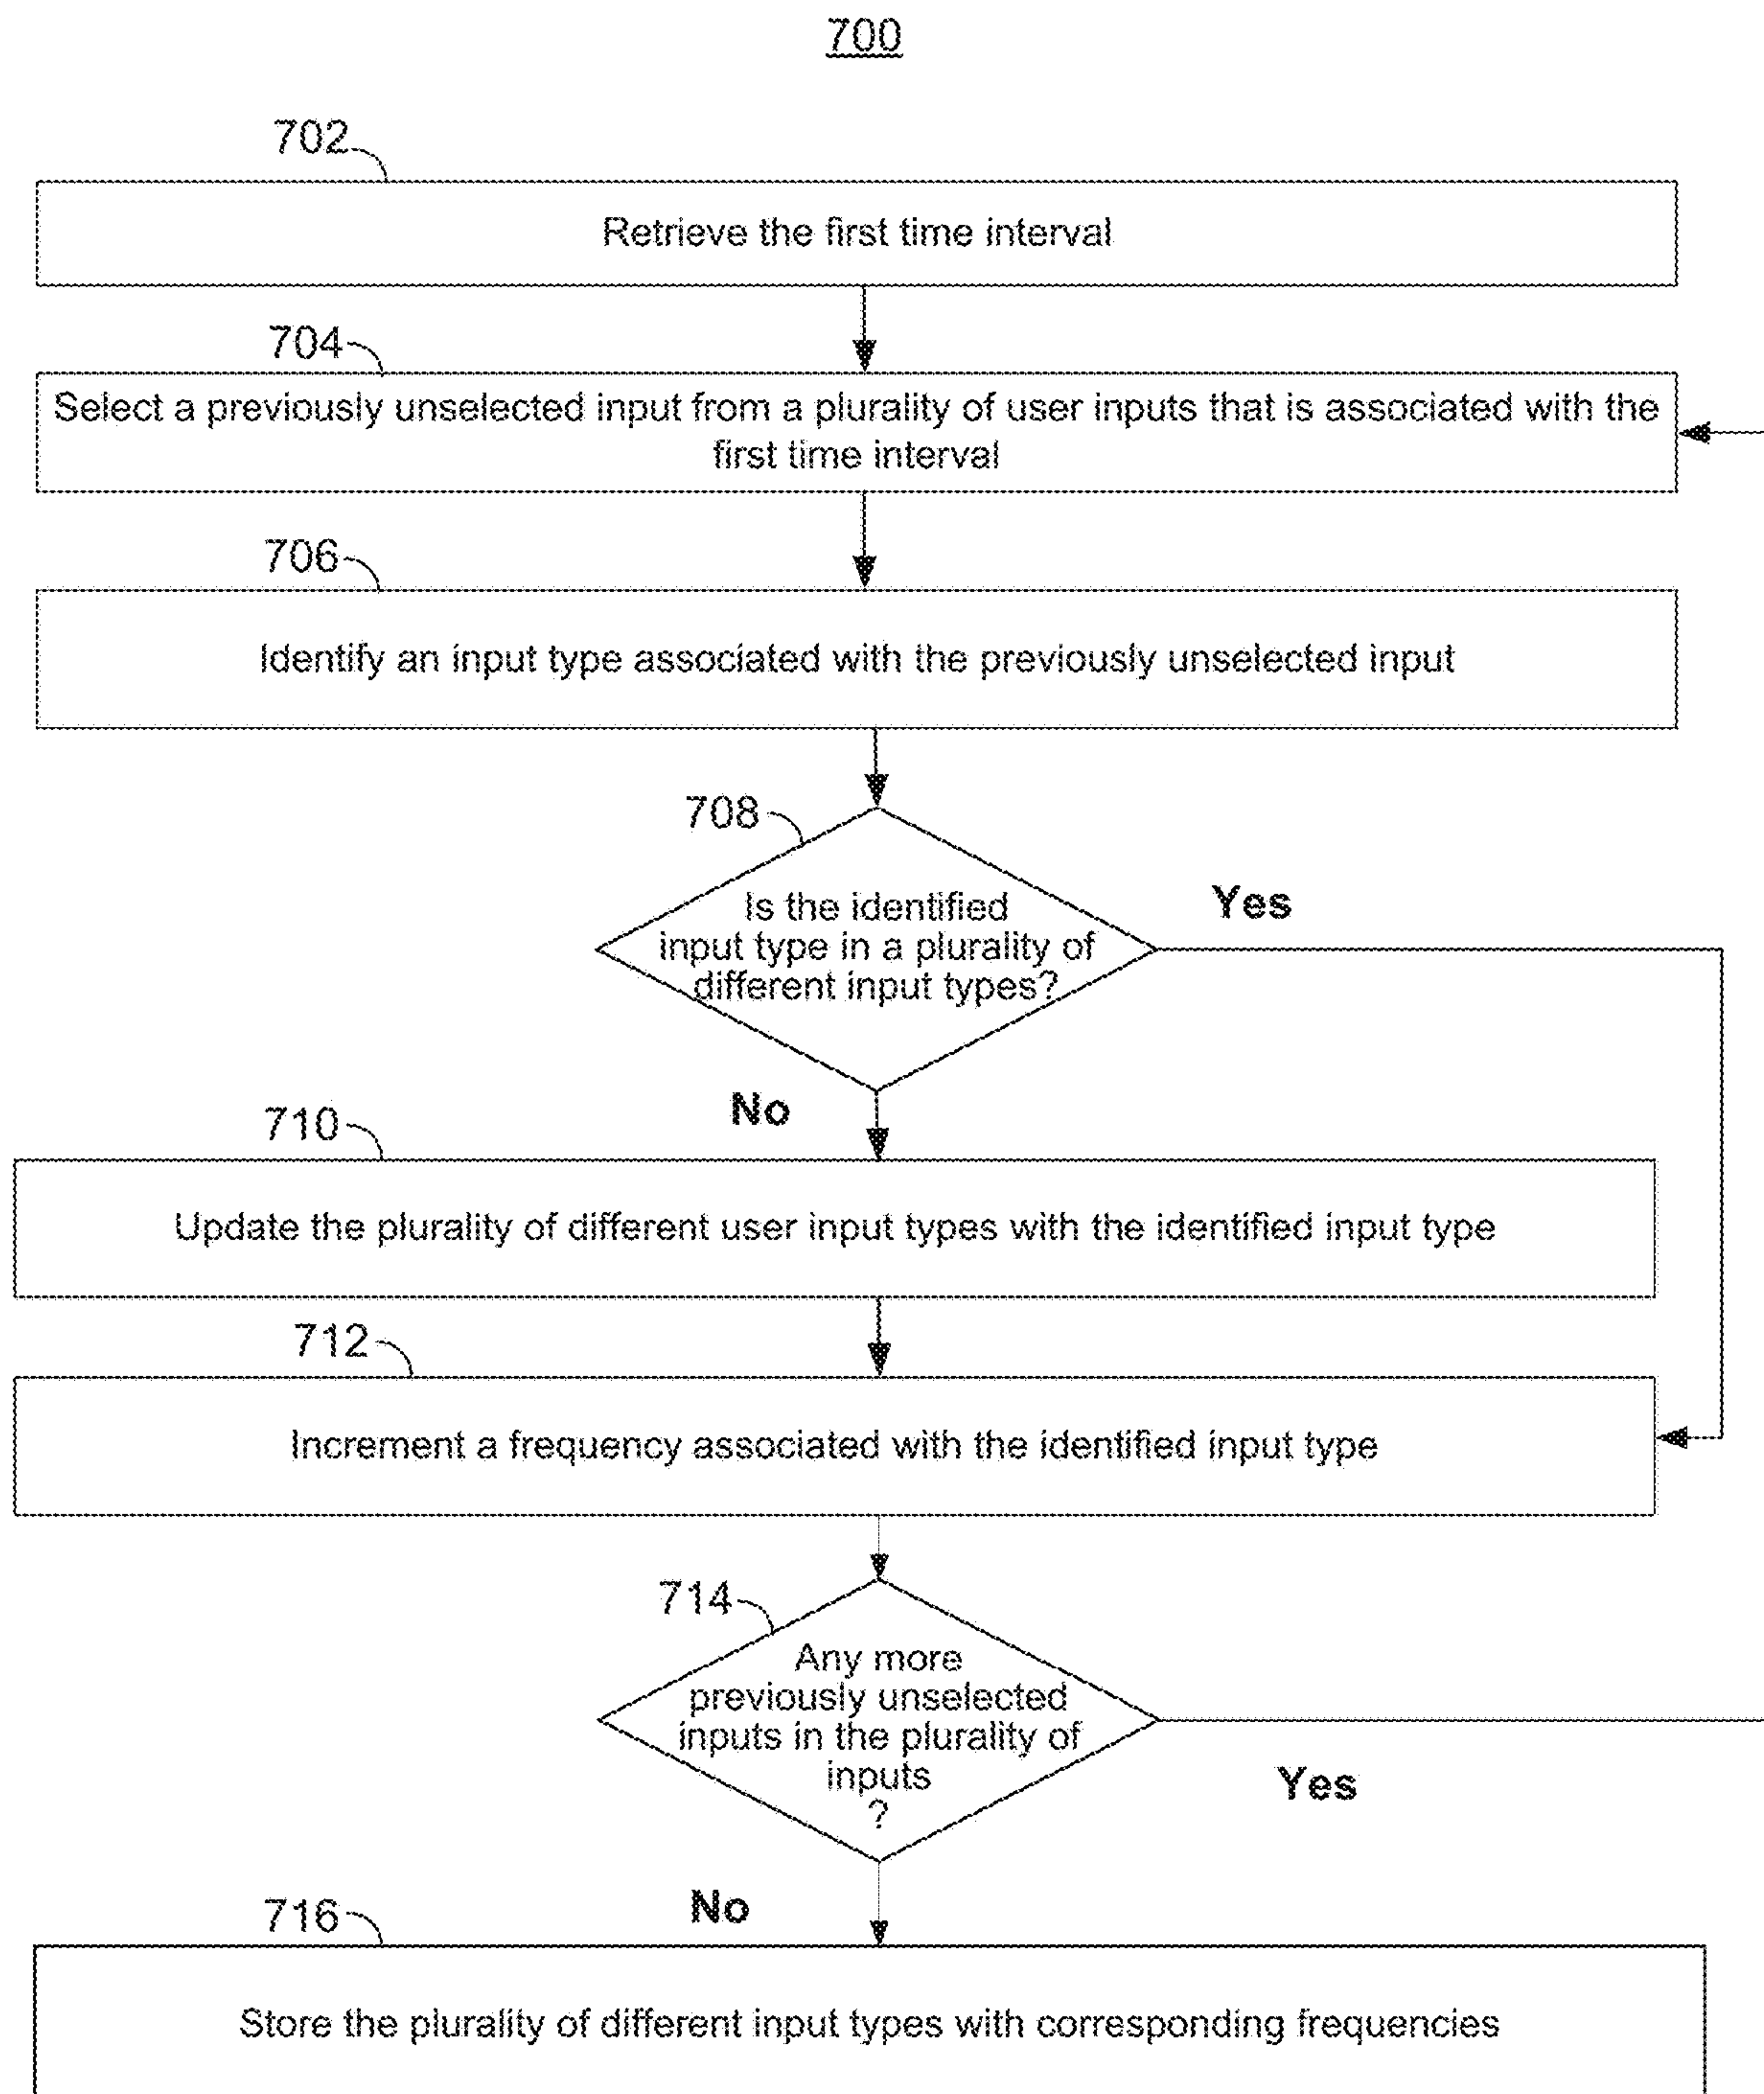 700
702
Retrieve the first time interval
704
Select a previously unselected input from a plurality of user inputs that is associated with the
first time interval
706
Identify an input type associated with the previously unselected input
708
Is the identified
input type in a plurality of
different input types?
Yes
No
710
Update the plurality of different user input types with the identified input type
712
Increment a frequency associated with the identified input type
714
Any more
previously unselected
inputs in the plurality of
inputs
?
Yes
No
716
Store the plurality of different input types with corresponding frequencies